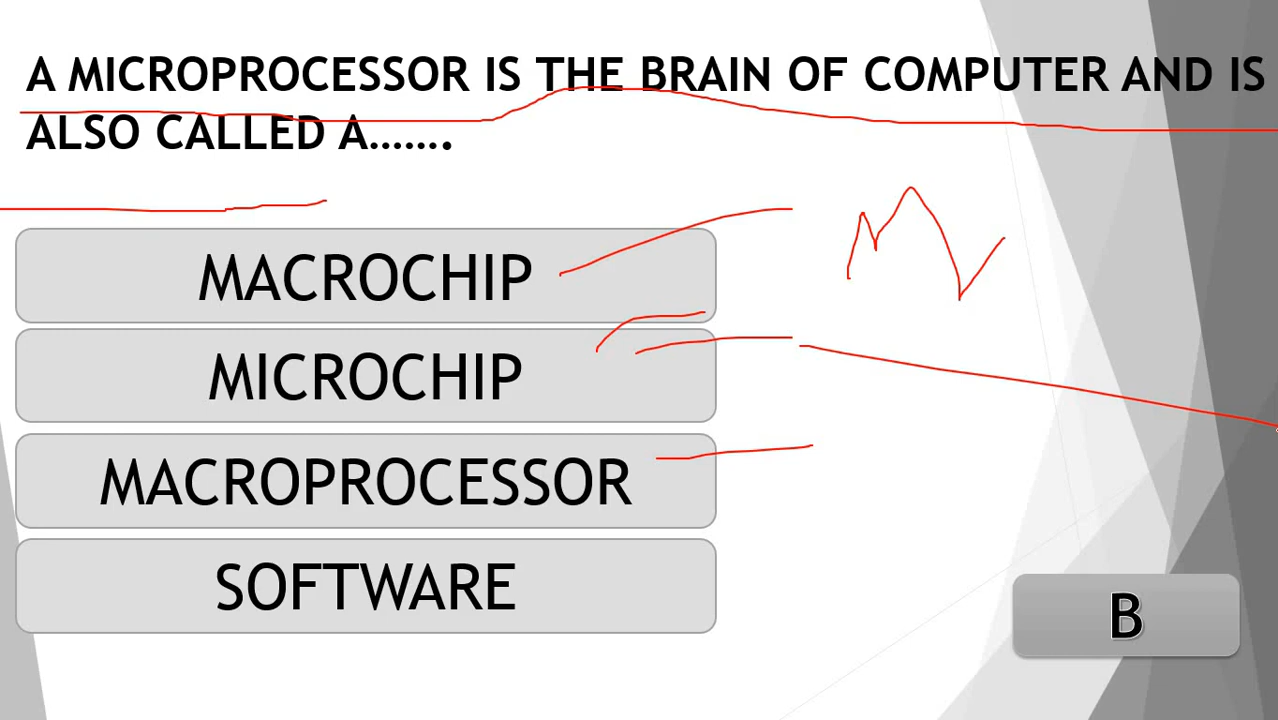 A MICROPROCESSOR IS THE BRAIN OF COMPUTER AND IS
ALSO CALLED A.......
MACROCHIP
MICROCHIP
MACROPROCESSOR
SOFTWARE
B